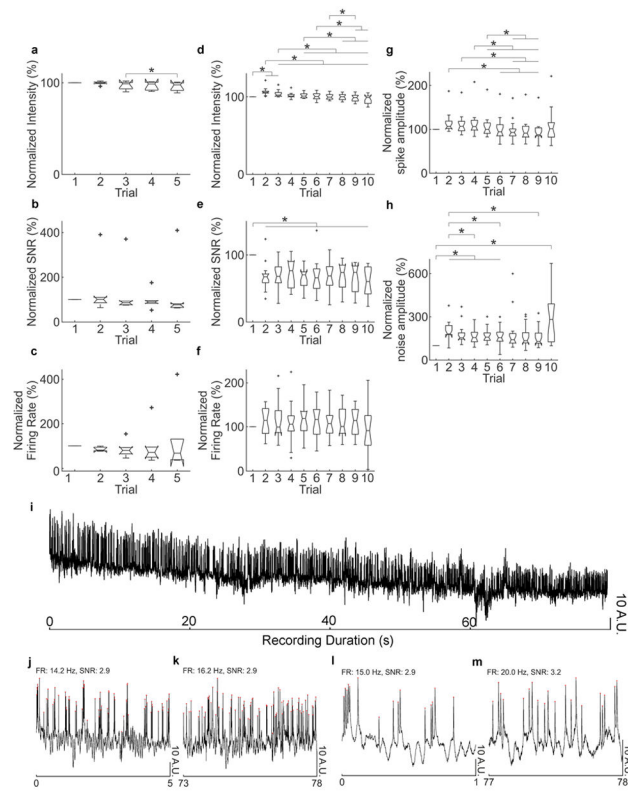 a
*
Normalized Intensity (%)
100
0
1 2 3 4 5
Trial
b
Normalized SNR (%)
400
200
0
1 2 3 4 5
Trial
c
Normalized
Firing Rate (%)
400
200
0
1 2 3 4 5
Trial
d
*
*
*
*
*
*
Normalized Intensity (%)
100
0
1 2 3 4 5 6 7 8 9 10
Trial
e
*
Normalized SNR (%)
100
0
1 2 3 4 5 6 7 8 9 10
Trial
f
Normalized
Firing Rate (%)
200
100
0
1 2 3 4 5 6 7 8 9 10
Trial
g
*
*
*
*
Normalized
spike amplitude (%)
200
100
0
1 2 3 4 5 6 7 8 9 10
Trial
h
*
*
*
*
*
Normalized
noise amplitude (%)
600
300
0
1 2 3 4 5 6 7 8 9 10
Trial
i
0 20 40 60
Recording Duration (s)
10 A.U.
j
FR: 14.2 Hz, SNR: 2.9
0 5
10 A.U.
k
FR: 16.2 Hz, SNR: 2.9
73 78
10 A.U.
l
FR: 15.0 Hz, SNR: 2.9
0 1
10 A.U.
m
FR: 20.0 Hz, SNR: 3.2
77 78
10 A.U.